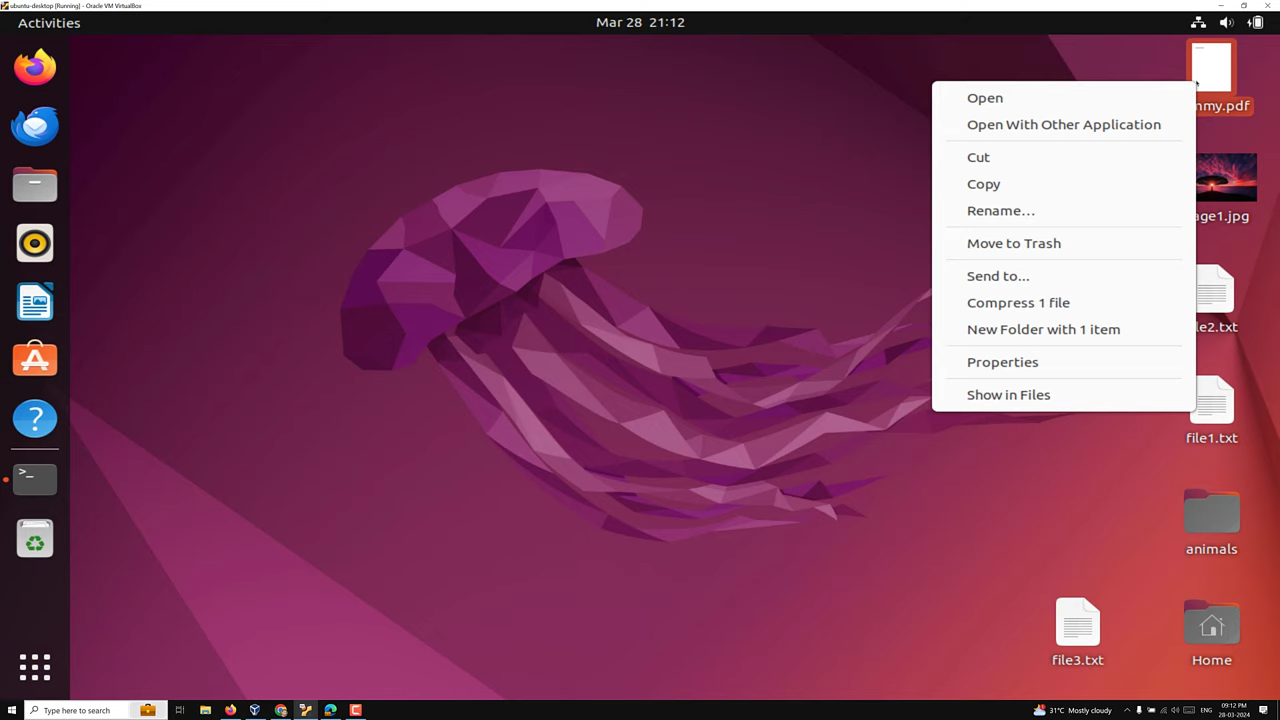 ubuntu-desktop [Running] - Oracle VM VirtualBox
Activities
Mar 28 21:12
mmy.pdf
Open
Open With Other Application
Cut
Copy
Rename…
Move to Trash
Send to...
Compress 1 file
New Folder with 1 item
Properties
Show in Files
age1.jpg
le2.txt
file1.txt
animals
file3.txt
Home
Type here to search
31°C Mostly cloudy
ENG
09:12 PM
28-03-2024